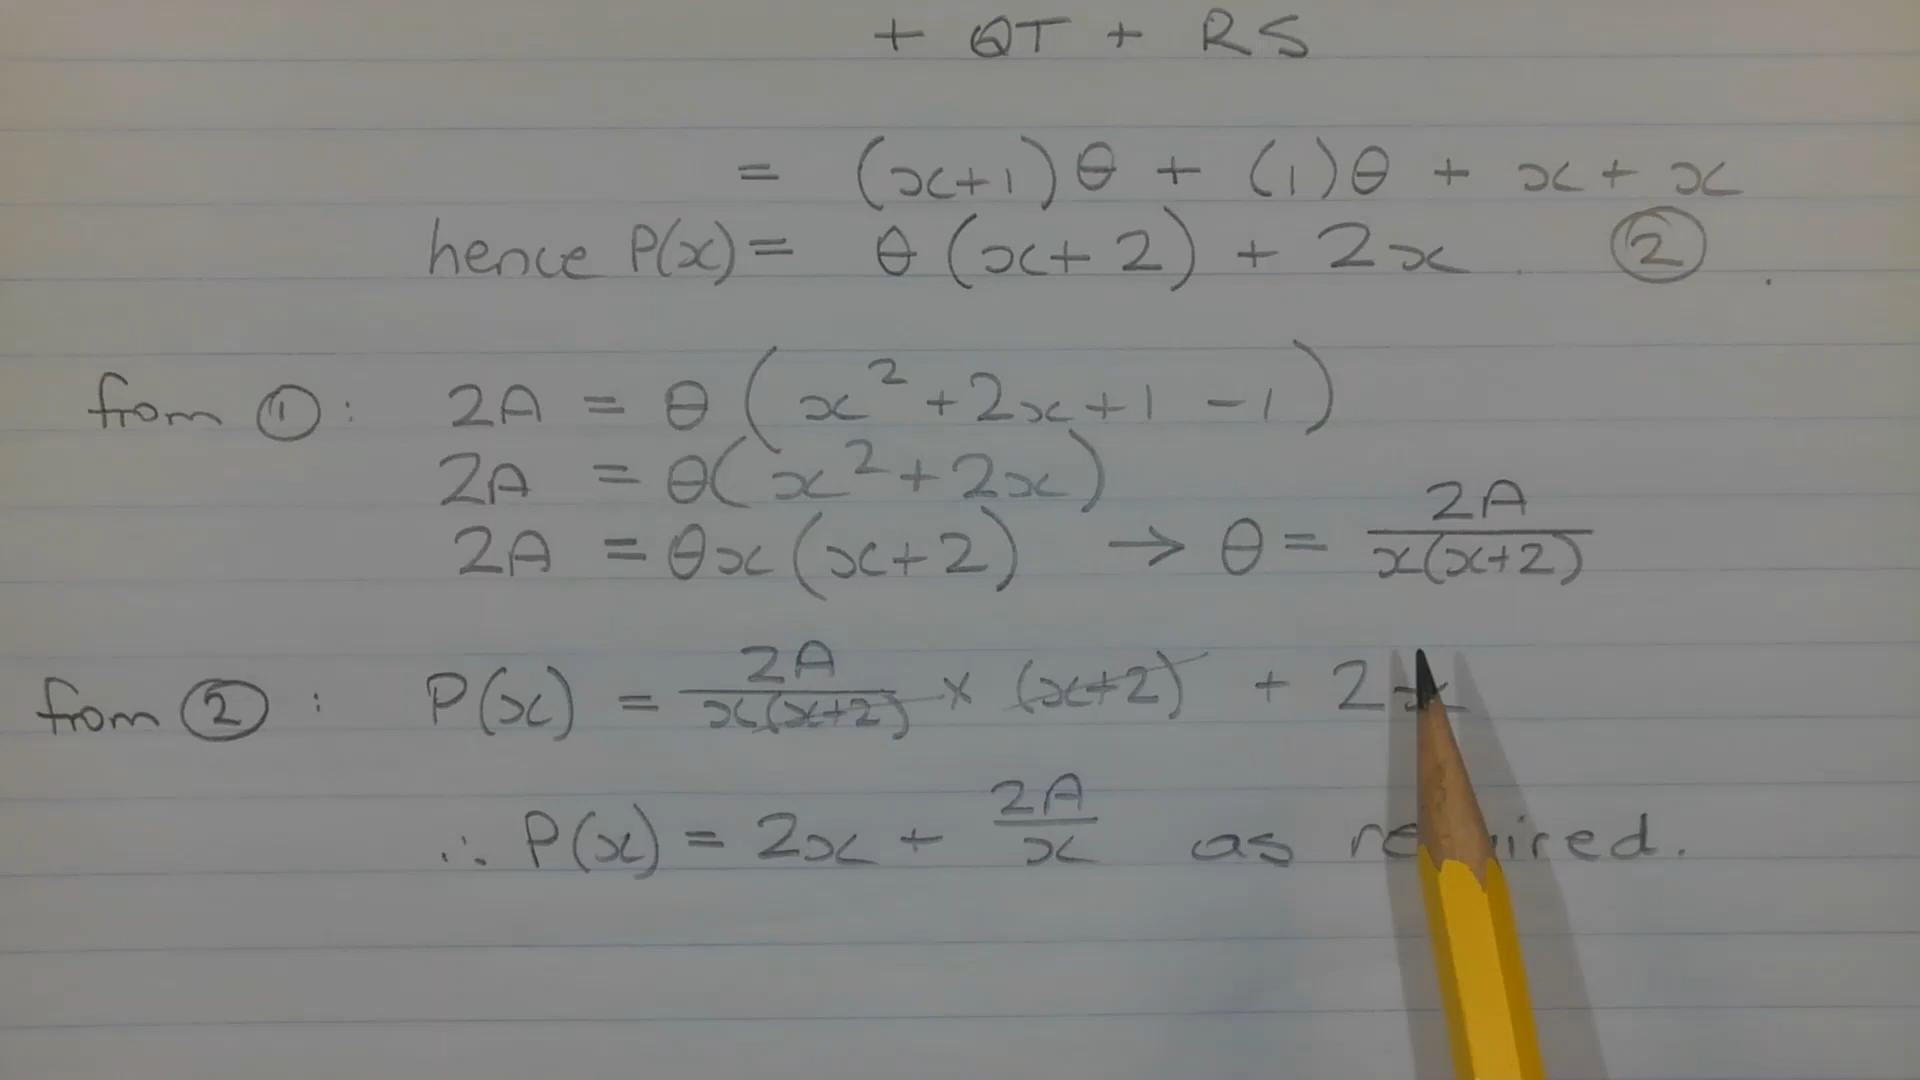 + QT + RS
= (x+1)θ + (1)θ + x + x
hence P(x) = θ(x+2) + 2x ②
from ①: 2A = θ(x²+2x+1-1)
2A = θ(x²+2x)
2A = θx(x+2) → θ = 2A/x(x+2)
from ②: P(x) = 2A/x(x+2) × (x+2) + 2x
∴ P(x) = 2x + 2A/x as required.